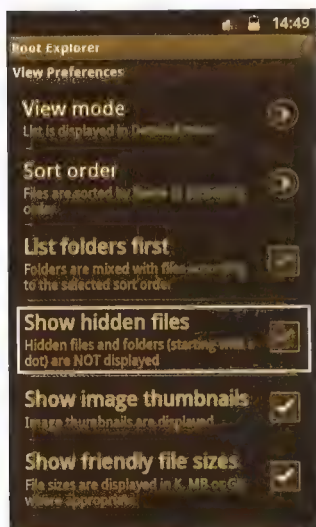 14:49
Root Explorer
View Preferences
View mode
List is displayed in
Sort order
Files are sorted by
List folders first
Folders are mixed with files
to the selected sort order
Show hidden files
Hidden files and folders (starting with a
dot) are NOT displayed
Show image thumbnails
Image thumbnails are displayed
Show friendly file sizes
File sizes are displayed in K, MB or G
where appropriate